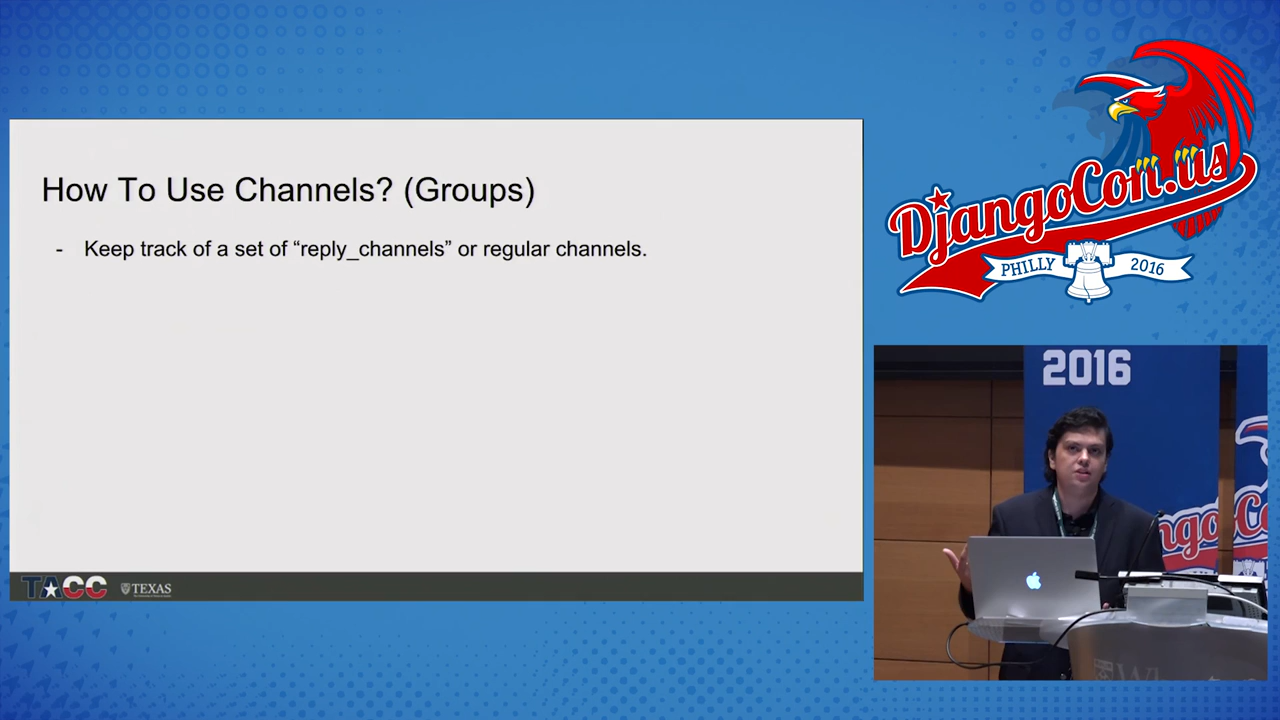 How To Use Channels? (Groups)
- Keep track of a set of “reply_channels” or regular channels.
TACC
TEXAS
DjangoCon.us
PHILLY 2016
2016
ngoCo